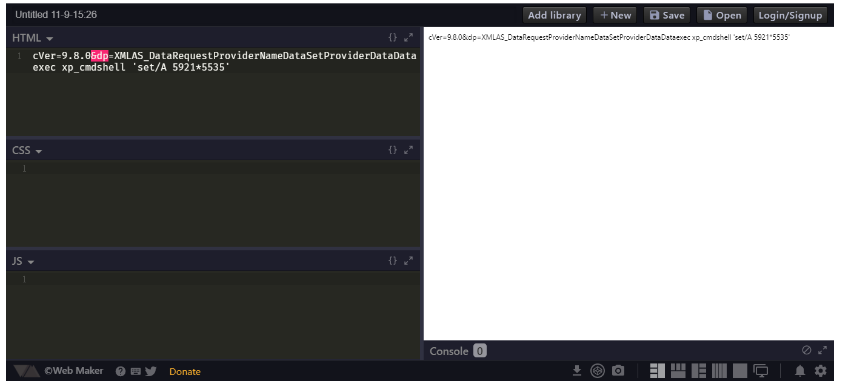 Untitled 11-9-15:26
Add library
+ New
Save
Open
Login/Signup
HTML
{}
1 cVer=9.8.0&dp=XMLAS_DataRequestProviderNameDataSetProviderDataData
exec xp_cmdshell 'set/A 5921*5535'
cVer=9.8.0&dp=XMLAS_DataRequestProviderNameDataSetProviderDataDataexec xp_cmdshell 'set/A 5921*5535'
CSS
{}
1
JS
{}
1
Console 0
©Web Maker
?
Donate